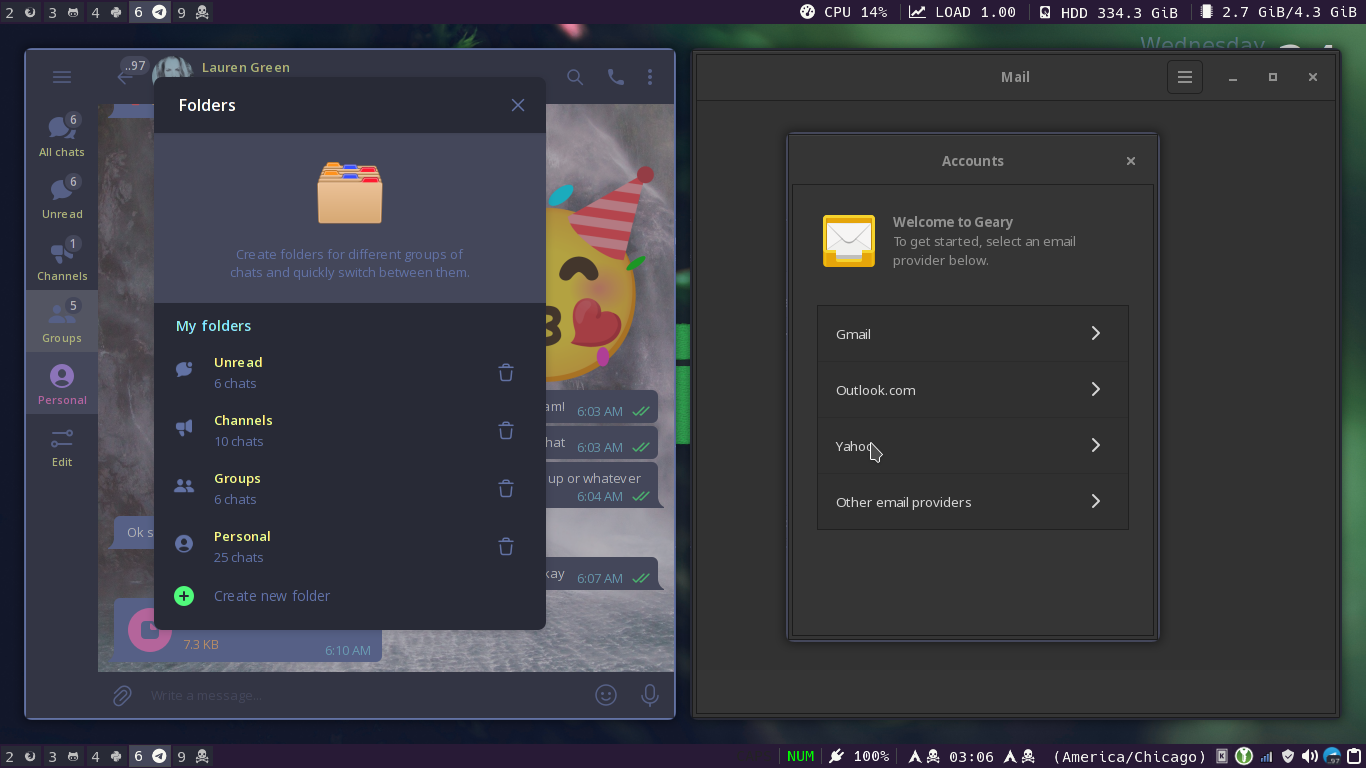 2 3 4 6 9
CPU 14% LOAD 1.00 HDD 334.3 GiB 2.7 GiB/4.3 GiB
Wednesday
..97
Lauren Green
6
All chats
6
Unread
1
Channels
5
Groups
Personal
Edit
Folders
Create folders for different groups of
chats and quickly switch between them.
My folders
Unread
6 chats
Channels
10 chats
Groups
6 chats
Personal
25 chats
Create new folder
6:03 AM
hat 6:03 AM
up or whatever
6:04 AM
Ok s
kay 6:07 AM
7.3 KB
6:10 AM
Write a message...
Mail
Accounts
Welcome to Geary
To get started, select an email
provider below.
Gmail
Outlook.com
Yahoo
Other email providers
2 3 4 6 9
NUM 100% 03:06 (America/Chicago) .97